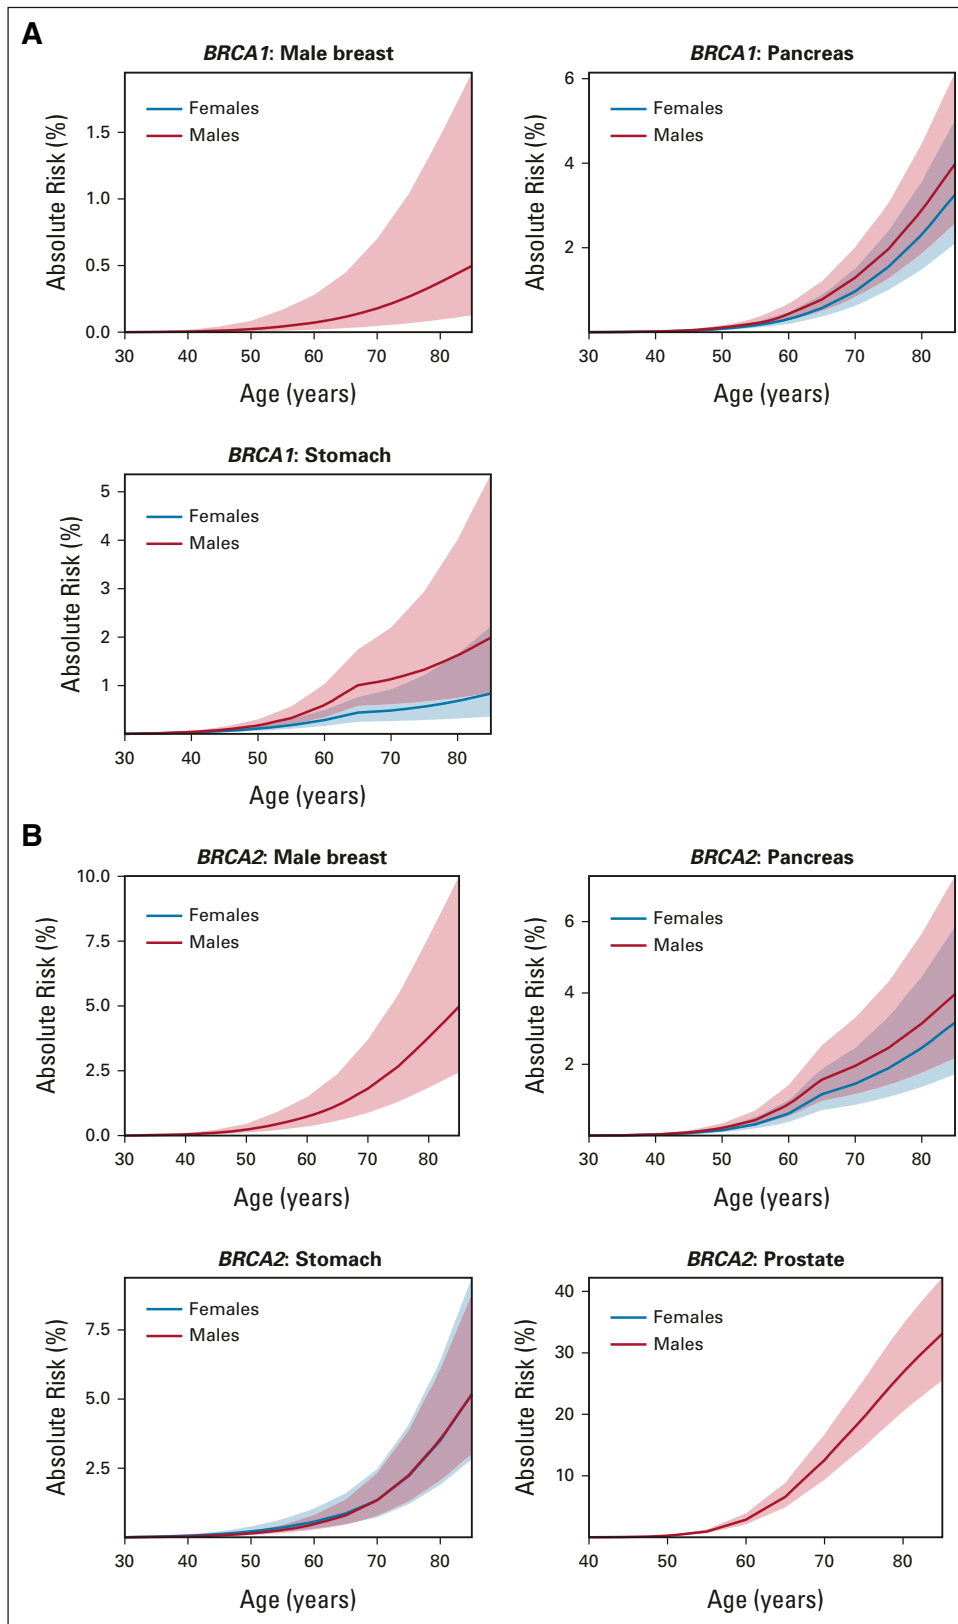 A
BRCA1: Male breast
Absolute Risk (%)
1.5
1.0
0.5
0.0
Females
Males
30 40 50 60 70 80
Age (years)
BRCA1: Pancreas
Absolute Risk (%)
6
4
2
Females
Males
30 40 50 60 70 80
Age (years)
BRCA1: Stomach
Absolute Risk (%)
5
4
3
2
1
Females
Males
30 40 50 60 70 80
Age (years)
B
BRCA2: Male breast
Absolute Risk (%)
10.0
7.5
5.0
2.5
0.0
Females
Males
30 40 50 60 70 80
Age (years)
BRCA2: Pancreas
Absolute Risk (%)
6
4
2
Females
Males
30 40 50 60 70 80
Age (years)
BRCA2: Stomach
Absolute Risk (%)
7.5
5.0
2.5
Females
Males
30 40 50 60 70 80
Age (years)
BRCA2: Prostate
Absolute Risk (%)
40
30
20
10
Females
Males
40 50 60 70 80
Age (years)